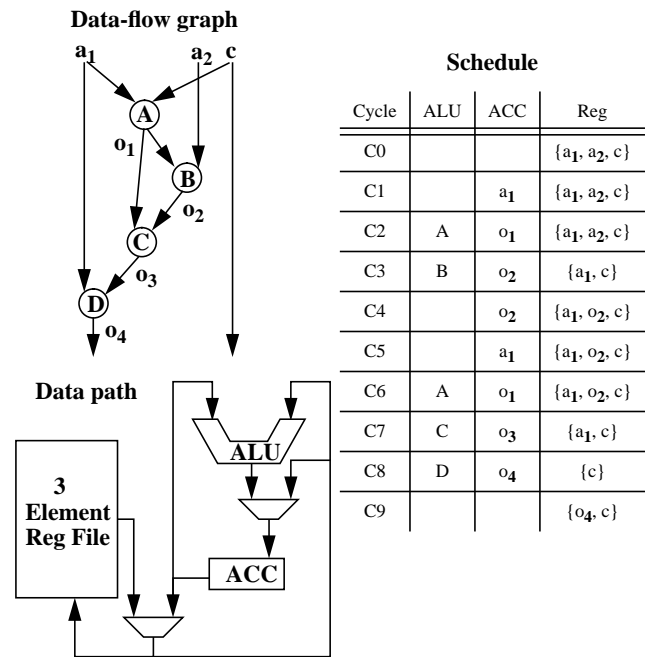 Data-flow graph
a1 a2 c
A
o1
B
o2
C
o3
D
o4
Data path
ALU
3
Element
Reg File
ACC
Schedule
Cycle ALU ACC Reg
C0 {a1, a2, c}
C1 a1 {a1, a2, c}
C2 A o1 {a1, a2, c}
C3 B o2 {a1, c}
C4 o2 {a1, o2, c}
C5 a1 {a1, o2, c}
C6 A o1 {a1, o2, c}
C7 C o3 {a1, c}
C8 D o4 {c}
C9 {o4, c}